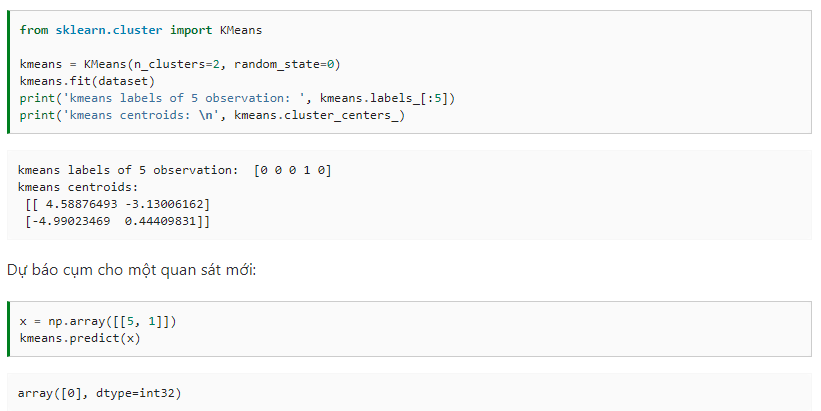 from sklearn.cluster import KMeans
kmeans = KMeans(n_clusters=2, random_state=0)
kmeans.fit(dataset)
print('kmeans labels of 5 observation: ', kmeans.labels_[:5])
print('kmeans centroids: \n', kmeans.cluster_centers_)
kmeans labels of 5 observation:  [0 0 0 1 0]
kmeans centroids:
 [[ 4.58876493 -3.13006162]
 [-4.99023469  0.44409831]]
Dự báo cụm cho một quan sát mới:
x = np.array([[5, 1]])
kmeans.predict(x)
array([0], dtype=int32)